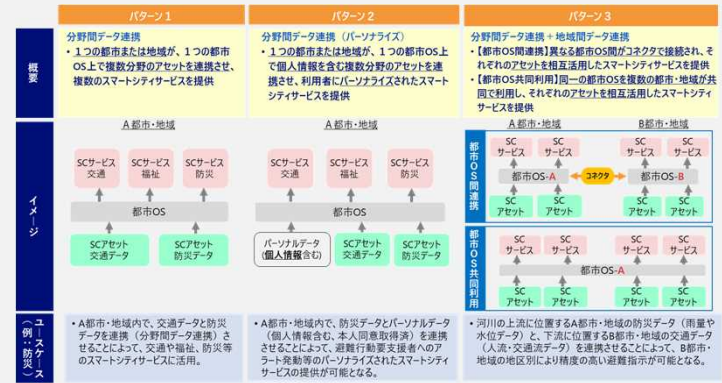 パターン1
パターン2
パターン3
概要
分野間データ連携
・1つの都市または地域が、1つの都市
OS上で複数分野のアセットを連携させ、
複数のスマートシティサービスを提供
分野間データ連携（パーソナライズ）
・1つの都市または地域が、1つの都市OS上
で個人情報を含む複数分野のアセットを連
携させ、利用者にパーソナライズされたスマー
トシティサービスを提供
分野間データ連携＋地域間データ連携
・【都市OS間連携】異なる都市OS間がコネクタで接続され、そ
れぞれのアセットを相互活用したスマートシティサービスを提供
・【都市OS共同利用】同一の都市OSを複数の都市・地域が共
同で利用し、それぞれのアセットを相互活用したスマートシティ
サービスを提供
イメージ
A都市・地域
SCサービス
交通
SCサービス
福祉
SCサービス
防災
都市OS
SCアセット
交通データ
SCアセット
防災データ
A都市・地域
SCサービス
交通
SCサービス
福祉
SCサービス
防災
都市OS
パーソナルデータ
(個人情報含む)
SCアセット
交通データ
SCアセット
防災データ
A都市・地域
B都市・地域
都市OS間連携
SC
サービス
SC
サービス
SC
サービス
SC
サービス
都市OS-A
コネクタ
都市OS-B
SC
アセット
SC
アセット
SC
アセット
SC
アセット
都市OS共同利用
SC
サービス
SC
サービス
SC
サービス
SC
サービス
都市OS-A
SC
アセット
SC
アセット
SC
アセット
SC
アセット
ユースケース
（例：防災）
・A都市・地域内で、交通データと防災
データを連携（分野間データ連携）さ
せることによって、交通や福祉、防災等
のスマートシティサービスに活用。
・A都市・地域内で、防災データとパーソナルデータ
（個人情報含む、本人同意取得済）を連携
させることによって、避難行動要支援者へのア
ラート発動等のパーソナライズされたスマートシティ
サービスの提供が可能となる。
・河川の上流に位置するA都市・地域の防災データ（雨量や
水位データ）と、下流に位置するB都市・地域の交通データ
（人流・交通流データ）を連携させることによって、B都市・
地域の地区別により精度の高い避難指示が可能となる。